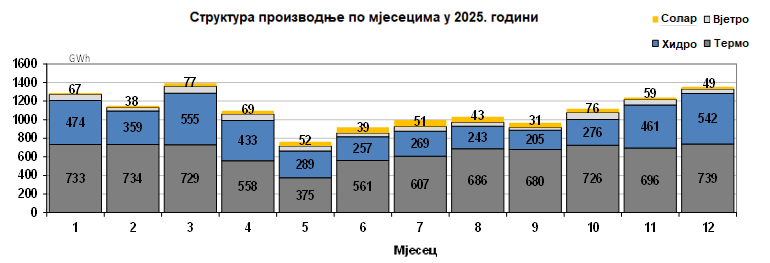 Структура производње по мјесецима у 2025. години
Солар Вјетро
Хидро Термо
GWh
1600
1400
1200
1000
800
600
400
200
0
67 38 77 69 52 39 51 43 31 76 59 49
474 359 555 433 289 257 269 243 205 276 461 542
733 734 729 558 375 561 607 686 680 726 696 739
1 2 3 4 5 6 7 8 9 10 11 12
Мјесец